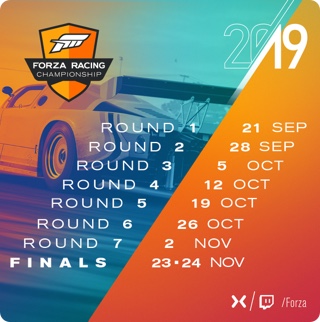 2019
FORZA RACING
CHAMPIONSHIP
ROUND 1 21 SEP
ROUND 2 28 SEP
ROUND 3 5 OCT
ROUND 4 12 OCT
ROUND 5 19 OCT
ROUND 6 26 OCT
ROUND 7 2 NOV
FINALS 23•24 NOV
/Forza